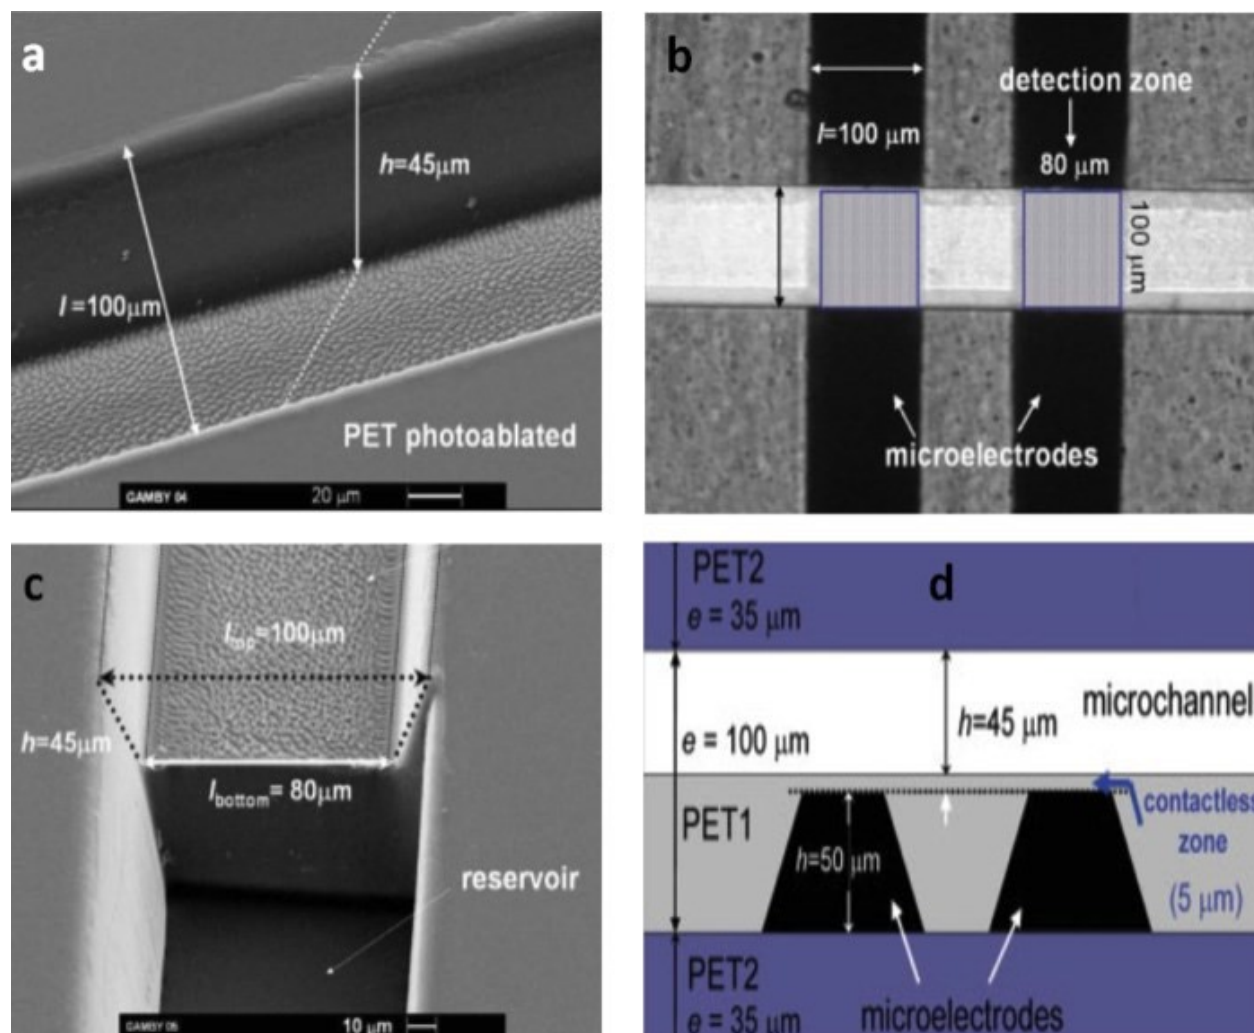 a
h=45μm
l=100μm
PET photoablated
GAMBY 04
20 μm
b
detection zone
l=100 μm
80 μm
100 μm
microelectrodes
c
l top=100μm
h=45μm
l bottom= 80μm
reservoir
GAMBY 05
10 μm
d
PET2
e = 35 μm
microchannel
h=45 μm
e = 100 μm
contactless
zone
(5 μm)
PET1
h=50 μm
PET2
microelectrodes
e = 35 μm